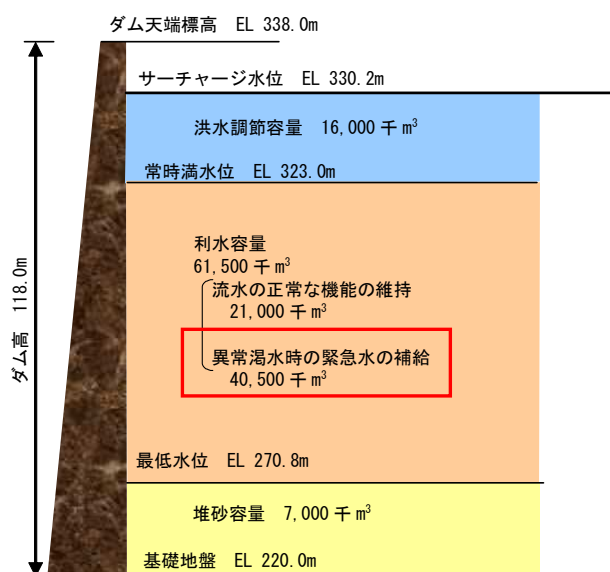 ダム天端標高 EL 338.0m
サーチャージ水位 EL 330.2m
洪水調節容量 16,000 千 m³
常時満水位 EL 323.0m
利水容量
61,500 千 m³
流水の正常な機能の維持
21,000 千 m³
異常渇水時の緊急水の補給
40,500 千 m³
ダム高 118.0m
最低水位 EL 270.8m
堆砂容量 7,000 千 m³
基礎地盤 EL 220.0m